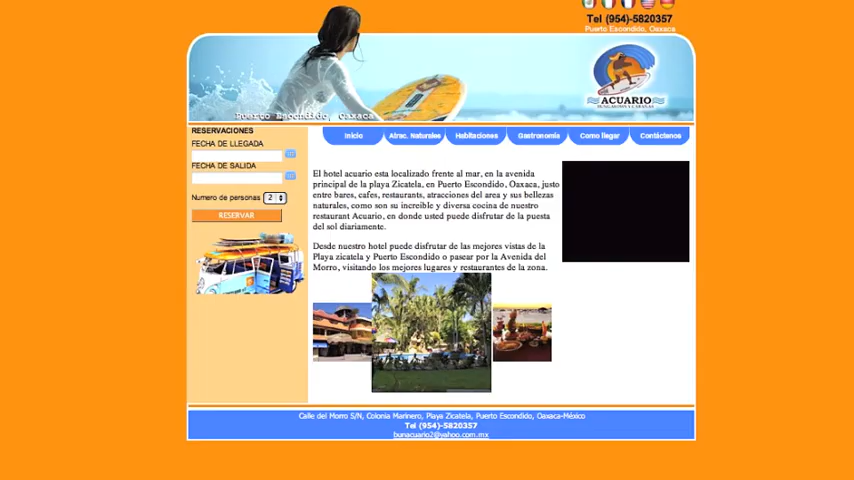 Tel (954)-5820357
Puerto Escondido, Oaxaca
ACUARIO
BUNGALOWS Y CABAÑAS
Puerto Escondido, Oaxaca
Inicio
Atrac. Naturales
Habitaciones
Gastronomía
Como llegar
Contáctenos
RESERVACIONES
FECHA DE LLEGADA
FECHA DE SALIDA
Numero de personas 2
RESERVAR
El hotel acuario esta localizado frente al mar, en la avenida
principal de la playa Zicatela, en Puerto Escondido, Oaxaca, justo
entre bares, cafes, restaurants, atracciones del area y sus bellezas
naturales, como son su increible y diversa cocina de nuestro
restaurant Acuario, en donde usted puede disfrutar de la puesta
del sol diariamente.
Desde nuestro hotel puede disfrutar de las mejores vistas de la
Playa zicatela y Puerto Escondido o pasear por la Avenida del
Morro, visitando los mejores lugares y restaurantes de la zona.
Calle del Morro S/N, Colonia Marinero, Playa Zicatela, Puerto Escondido, Oaxaca-México
Tel (954)-5820357
bunacuario2@yahoo.com.mx